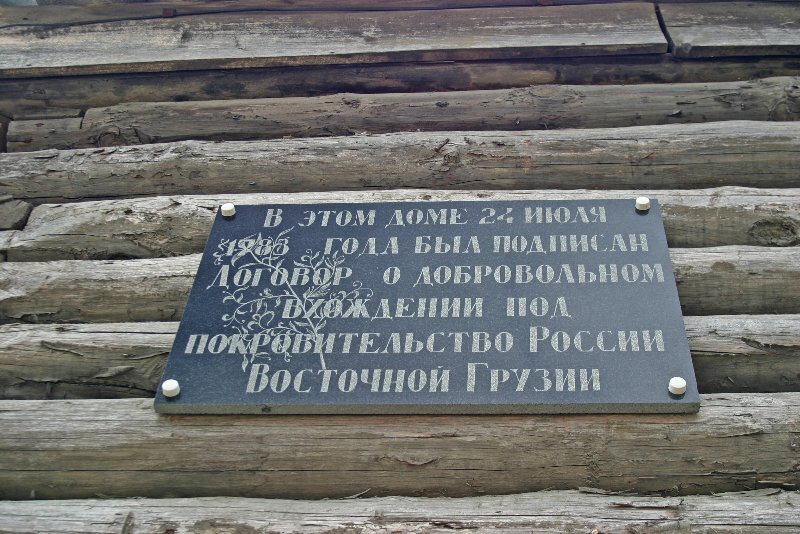 В ЭТОМ ДОМЕ 24 ИЮЛЯ
ГОДА БЫЛ ПОДПИСАН
ДОГОВОР О ДОБРОВОЛЬНОМ
ВХОЖДЕНИИ ПОД
ПОКРОВИТЕЛЬСТВО РОССИИ
ВОСТОЧНОЙ ГРУЗИИ